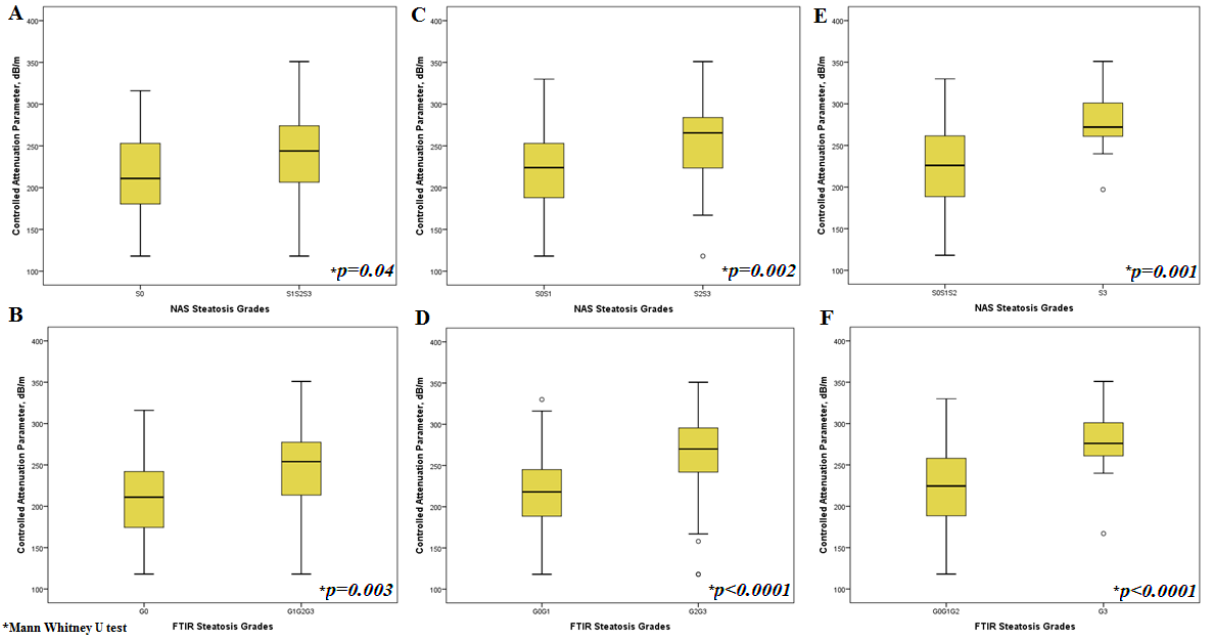 A
Controlled Attenuation Parameter, dB/m
400
350
300
250
200
150
100
*p=0.04
S0
S1S2S3
NAS Steatosis Grades
C
Controlled Attenuation Parameter, dB/m
400
350
300
250
200
150
100
*p=0.002
S0S1
S2S3
NAS Steatosis Grades
E
Controlled Attenuation Parameter, dB/m
400
350
300
250
200
150
100
*p=0.001
S0S1S2
S3
NAS Steatosis Grades
B
Controlled Attenuation Parameter, dB/m
400
350
300
250
200
150
100
*p=0.003
G0
G1G2G3
FTIR Steatosis Grades
D
Controlled Attenuation Parameter, dB/m
400
350
300
250
200
150
100
*p<0.0001
G0G1
G2G3
FTIR Steatosis Grades
F
Controlled Attenuation Parameter, dB/m
400
350
300
250
200
150
100
*p<0.0001
G0G1G2
G3
FTIR Steatosis Grades
*Mann Whitney U test